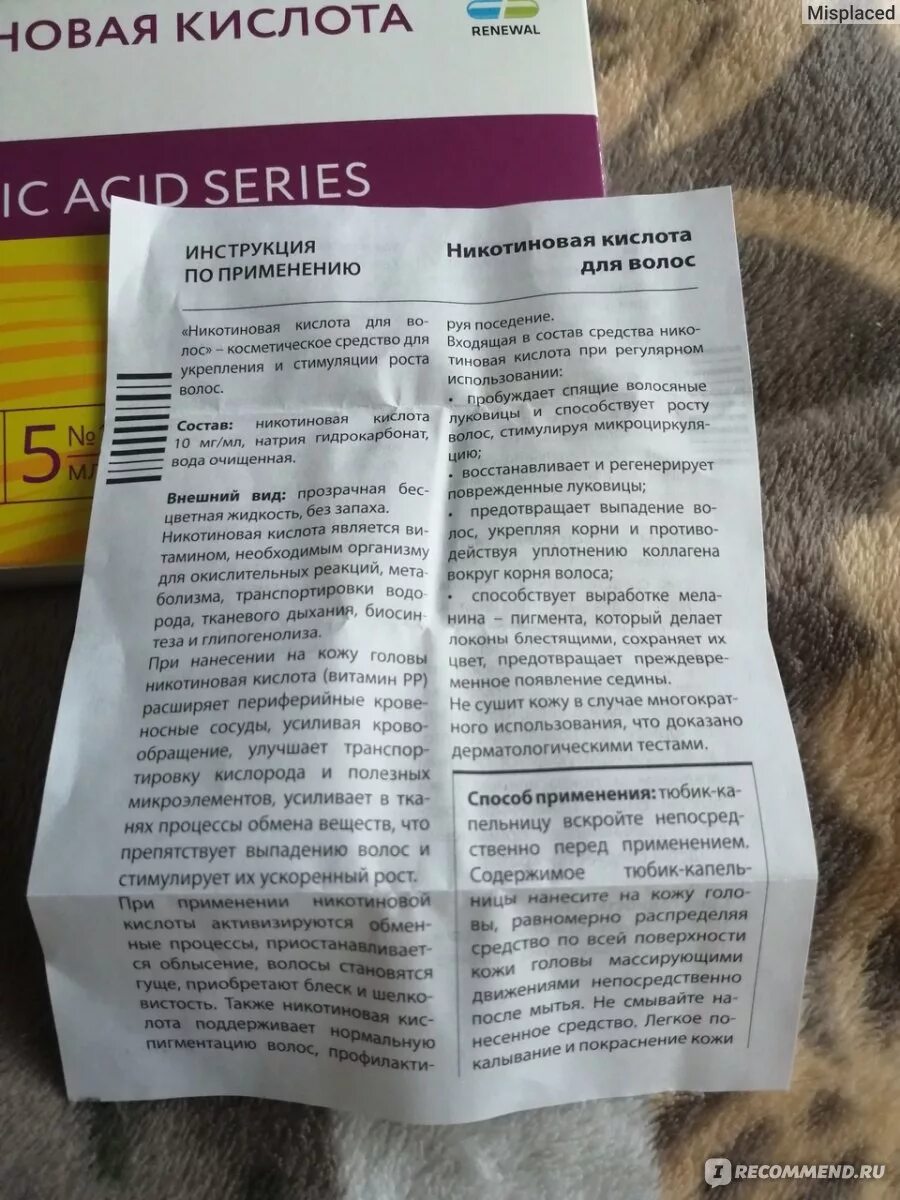 Misplaced
НОВАЯ КИСЛОТА
RENEWAL
IC ACID SERIES
5
№
МЛ
ИНСТРУКЦИЯ
ПО ПРИМЕНЕНИЮ
Никотиновая кислота
для волос
«Никотиновая кислота для во-
лос» – косметическое средство для
укрепления и стимуляции роста
волос.
Состав: никотиновая кислота
10 мг/мл, натрия гидрокарбонат,
вода очищенная.
Внешний вид: прозрачная бес-
цветная жидкость, без запаха.
Никотиновая кислота является ви-
тамином, необходимым организму
для окислительных реакций, мета-
болизма, транспортировки водо-
рода, тканевого дыхания, биосин-
теза и глипогенолиза.
При нанесении на кожу головы
никотиновая кислота (витамин РР)
расширяет периферийные крове-
носные сосуды, усиливая крово-
обращение, улучшает транспор-
тировку кислорода и полезных
микроэлементов, усиливает в тка-
нях процессы обмена веществ, что
препятствует выпадению волос и
стимулирует их ускоренный рост.
При применении никотиновой
кислоты активизируются обмен-
ные процессы, приостанавливает-
ся облысение, волосы становятся
гуще, приобретают блеск и шелко-
вистость. Также никотиновая кис-
лота поддерживает нормальную
пигментацию волос, профилакти-
руя поседение.
Входящая в состав средства нико-
тиновая кислота при регулярном
использовании:
• пробуждает спящие волосяные
луковицы и способствует росту
волос, стимулируя микроциркуля-
цию;
• восстанавливает и регенерирует
поврежденные луковицы;
• предотвращает выпадение во-
лос, укрепляя корни и противо-
действуя уплотнению коллагена
вокруг корня волоса;
• способствует выработке мела-
нина – пигмента, который делает
локоны блестящими, сохраняет их
цвет, предотвращает преждевре-
менное появление седины.
Не сушит кожу в случае многократ-
ного использования, что доказано
дерматологическими тестами.
Способ применения: тюбик-ка-
пельницу вскройте непосред-
ственно перед применением.
Содержимое тюбик-капель-
ницы нанесите на кожу голо-
вы, равномерно распределяя
средство по всей поверхности
кожи головы массирующими
движениями непосредственно
после мытья. Не смывайте на-
несенное средство. Легкое по-
калывание и покраснение кожи
IRECOMMEND.RU